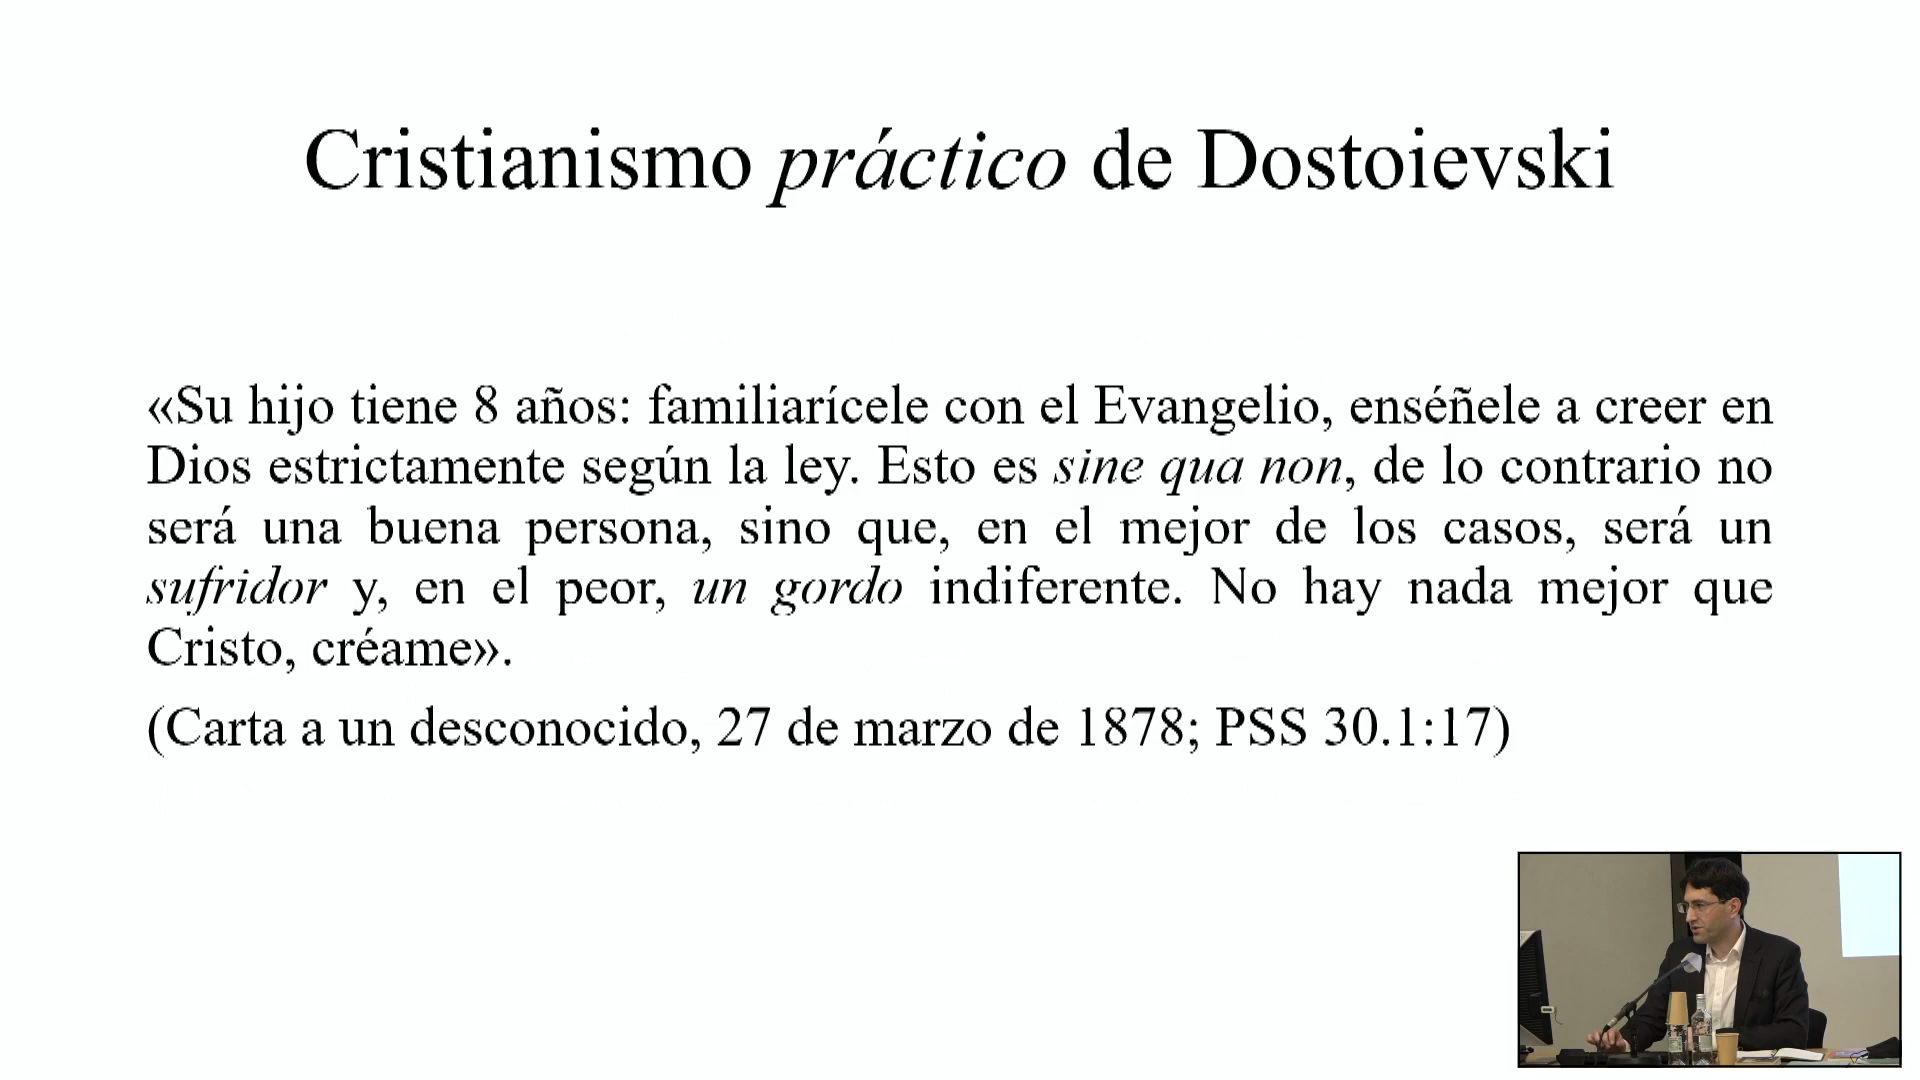 Cristianismo práctico de Dostoievski
«Su hijo tiene 8 años: familiarícele con el Evangelio, enséñele a creer en
Dios estrictamente según la ley. Esto es sine qua non, de lo contrario no
será una buena persona, sino que, en el mejor de los casos, será un
sufridor y, en el peor, un gordo indiferente. No hay nada mejor que
Cristo, créame».
(Carta a un desconocido, 27 de marzo de 1878; PSS 30.1:17)